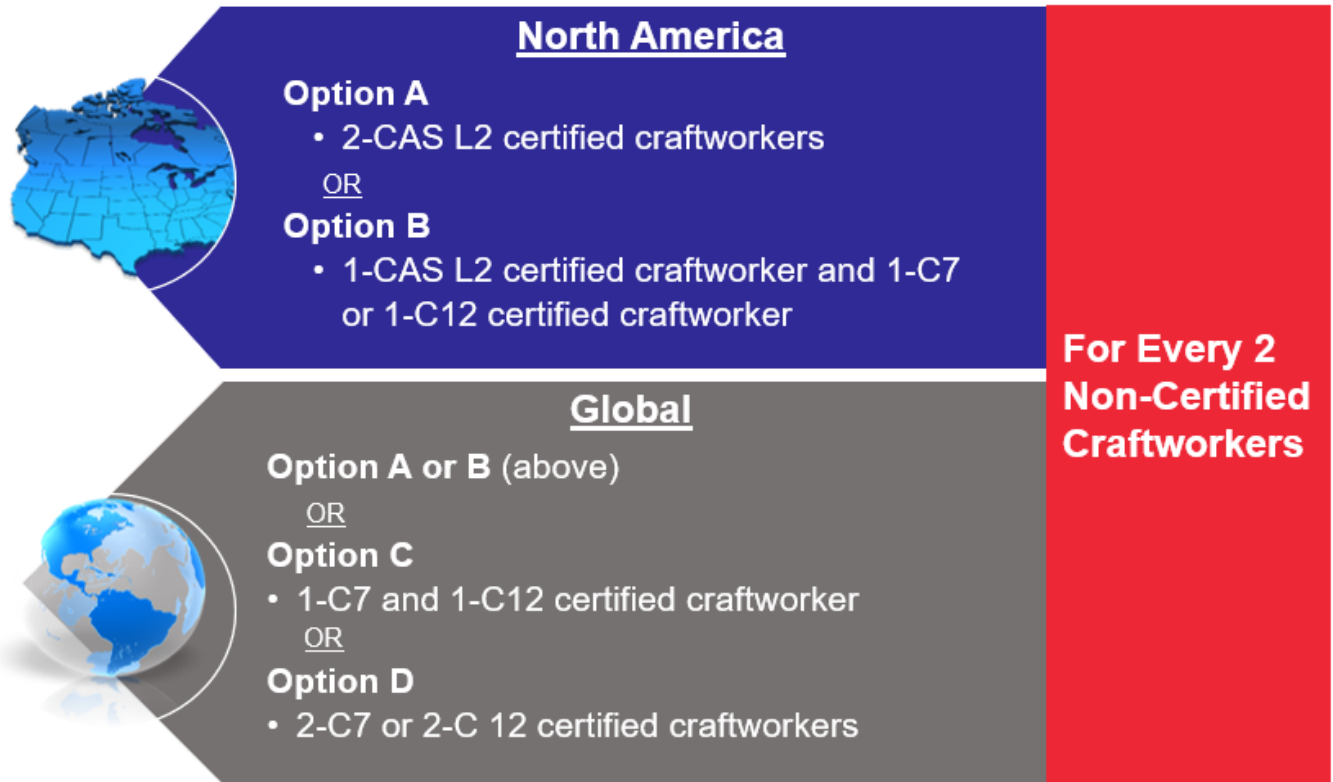 North America
Option A
• 2-CAS L2 certified craftworkers
OR
Option B
• 1-CAS L2 certified craftworker and 1-C7
or 1-C12 certified craftworker
Global
Option A or B (above)
OR
Option C
• 1-C7 and 1-C12 certified craftworker
OR
Option D
• 2-C7 or 2-C 12 certified craftworkers
For Every 2
Non-Certified
Craftworkers